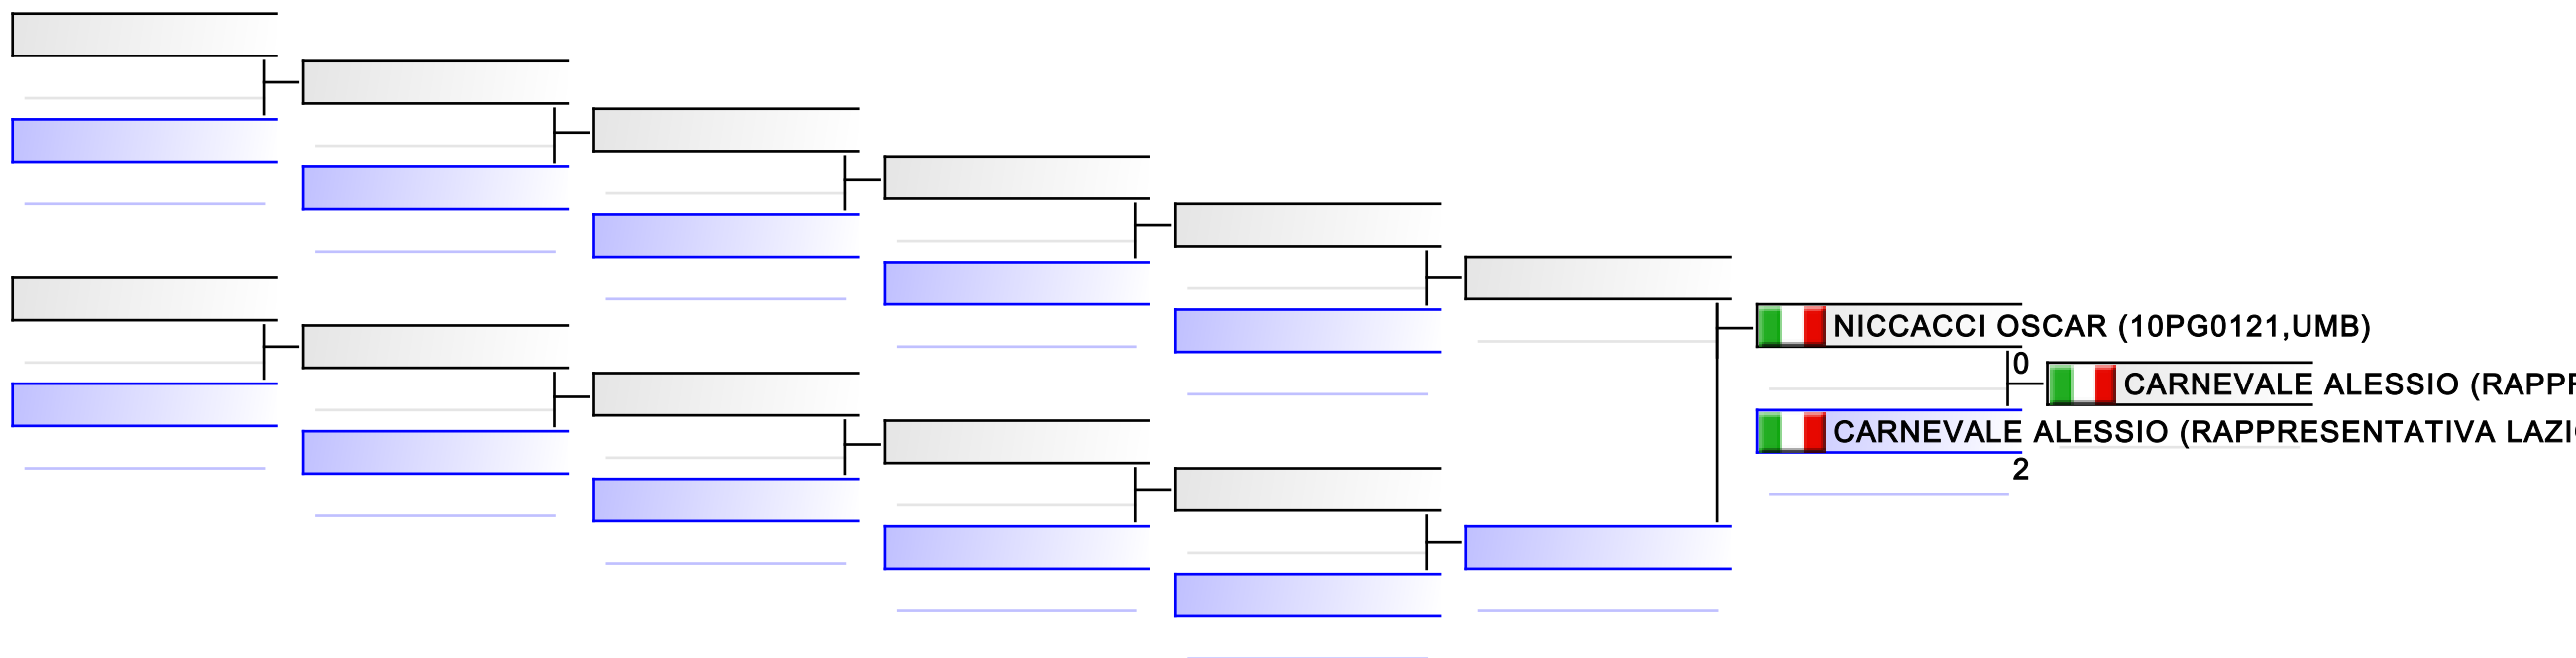 NICCACCI OSCAR (10PG0121,UMB)
0
CARNEVALE ALESSIO (RAPPR
CARNEVALE ALESSIO (RAPPRESENTATIVA LAZI
2